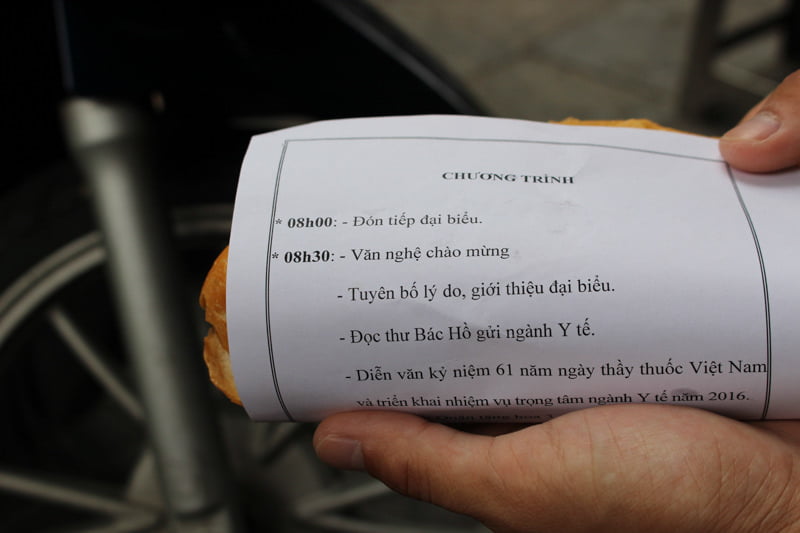 CHƯƠNG TRÌNH
* 08h00: - Đón tiếp đại biểu.
* 08h30: - Văn nghệ chào mừng
- Tuyên bố lý do, giới thiệu đại biểu.
- Đọc thư Bác Hồ gửi ngành Y tế.
- Diễn văn kỷ niệm 61 năm ngày thầy thuốc Việt Nam
và triển khai nhiệm vụ trọng tâm ngành Y tế năm 2016.
tặng hoa